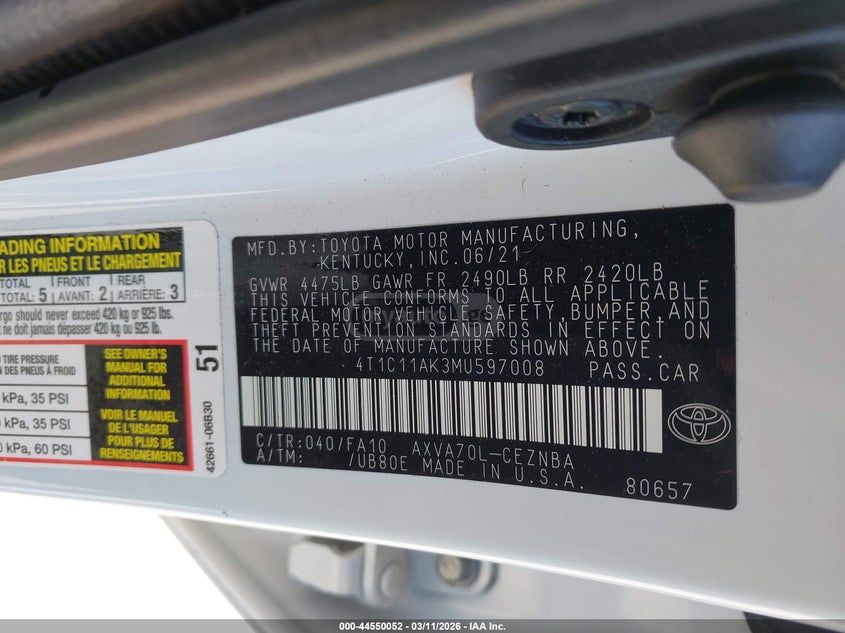 ADING INFORMATION
R LES PNEUS ET LE CHARGEMENT
TOTAL FRONT REAR
TOTAL: 5 AVANT: 2 ARRIÈRE: 3
rgo should never exceed 420 kg or 925 lbs.
ne doit jamais dépasser 420 kg ou 925 lb.
TIRE PRESSURE
DES PNEUS À FROID
kPa, 35 PSI
kPa, 35 PSI
kPa, 60 PSI
SEE OWNER'S
MANUAL FOR
ADDITIONAL
INFORMATION
VOIR LE MANUEL
DE L'USAGER
POUR PLUS DE
RENSEIGNEMENTS
51
42661-06B30
MFD.BY:TOYOTA MOTOR MANUFACTURING,
KENTUCKY,INC.06/21
GVWR 4475LB GAWR FR 2490LB RR 2420LB
THIS VEHICLE CONFORMS TO ALL APPLICABLE
FEDERAL MOTOR VEHICLE SAFETY,BUMPER,AND
THEFT PREVENTION STANDARDS IN EFFECT ON
THE DATE OF MANUFACTURE SHOWN ABOVE.
4T1C11AK3MU597008 PASS.CAR
C/TR:040/FA10 AXVA70L-CEZNBA
A/TM: /UB80E MADE IN U.S.A.
80657
000-44550052 - 03/11/2026 - IAA Inc.